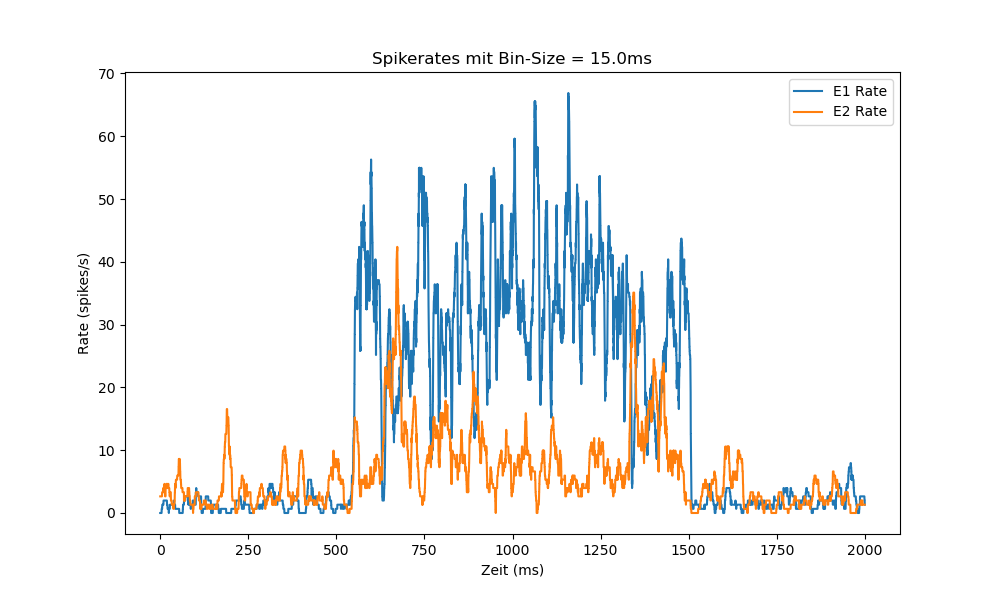 Spikerates mit Bin-Size = 15.0ms
E1 Rate
E2 Rate
70
60
50
40
30
20
10
0
Rate (spikes/s)
0 250 500 750 1000 1250 1500 1750 2000
Zeit (ms)